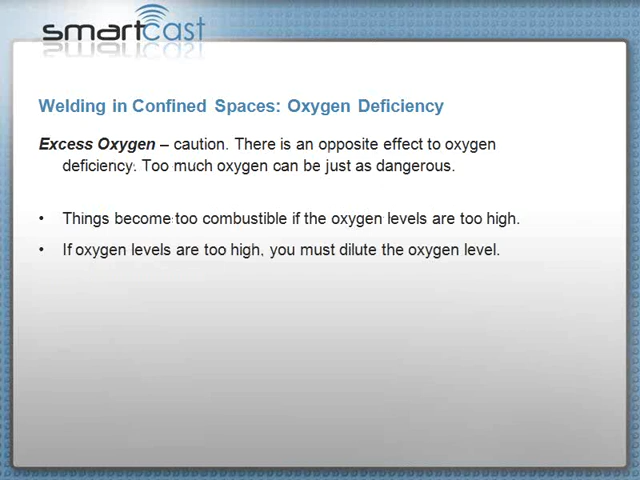 smartcast
Welding in Confined Spaces: Oxygen Deficiency
Excess Oxygen – caution. There is an opposite effect to oxygen
deficiency. Too much oxygen can be just as dangerous.
• Things become too combustible if the oxygen levels are too high.
• If oxygen levels are too high, you must dilute the oxygen level.